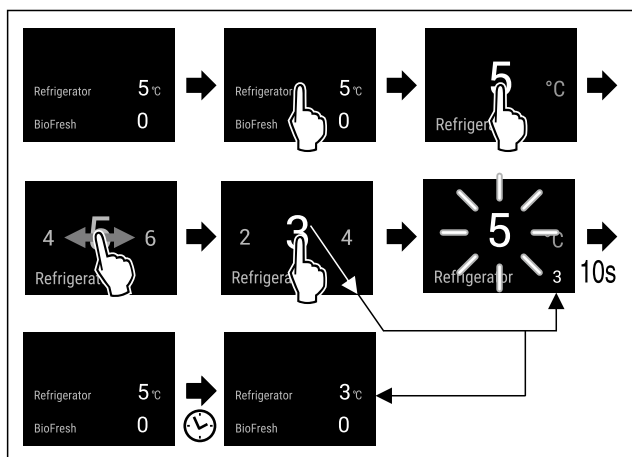 Refrigerator 5 °C
BioFresh 0
Refrigerator 5 °C
BioFresh 0
5 °C
Refriger
4 5 6
Refrigerat
2 3 4
Refrigera
5 °C
Refrigerator 3
10s
Refrigerator 5 °C
BioFresh 0
Refrigerator 3 °C
BioFresh 0